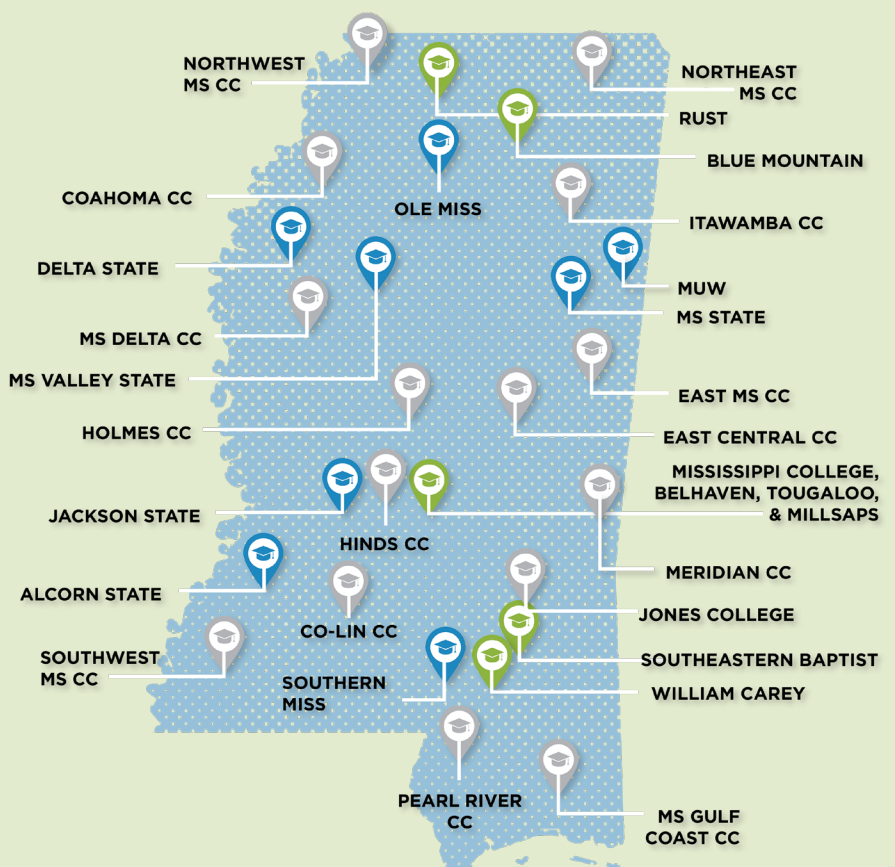 NORTHWEST
MS CC
NORTHEAST
MS CC
RUST
BLUE MOUNTAIN
COAHOMA CC
OLE MISS
ITAWAMBA CC
DELTA STATE
MUW
MS STATE
MS DELTA CC
MS VALLEY STATE
EAST MS CC
HOLMES CC
EAST CENTRAL CC
MISSISSIPPI COLLEGE,
BELHAVEN, TOUGALOO,
& MILLSAPS
JACKSON STATE
HINDS CC
MERIDIAN CC
ALCORN STATE
JONES COLLEGE
CO-LIN CC
SOUTHWEST
MS CC
SOUTHEASTERN BAPTIST
SOUTHERN
MISS
WILLIAM CAREY
PEARL RIVER
CC
MS GULF
COAST CC